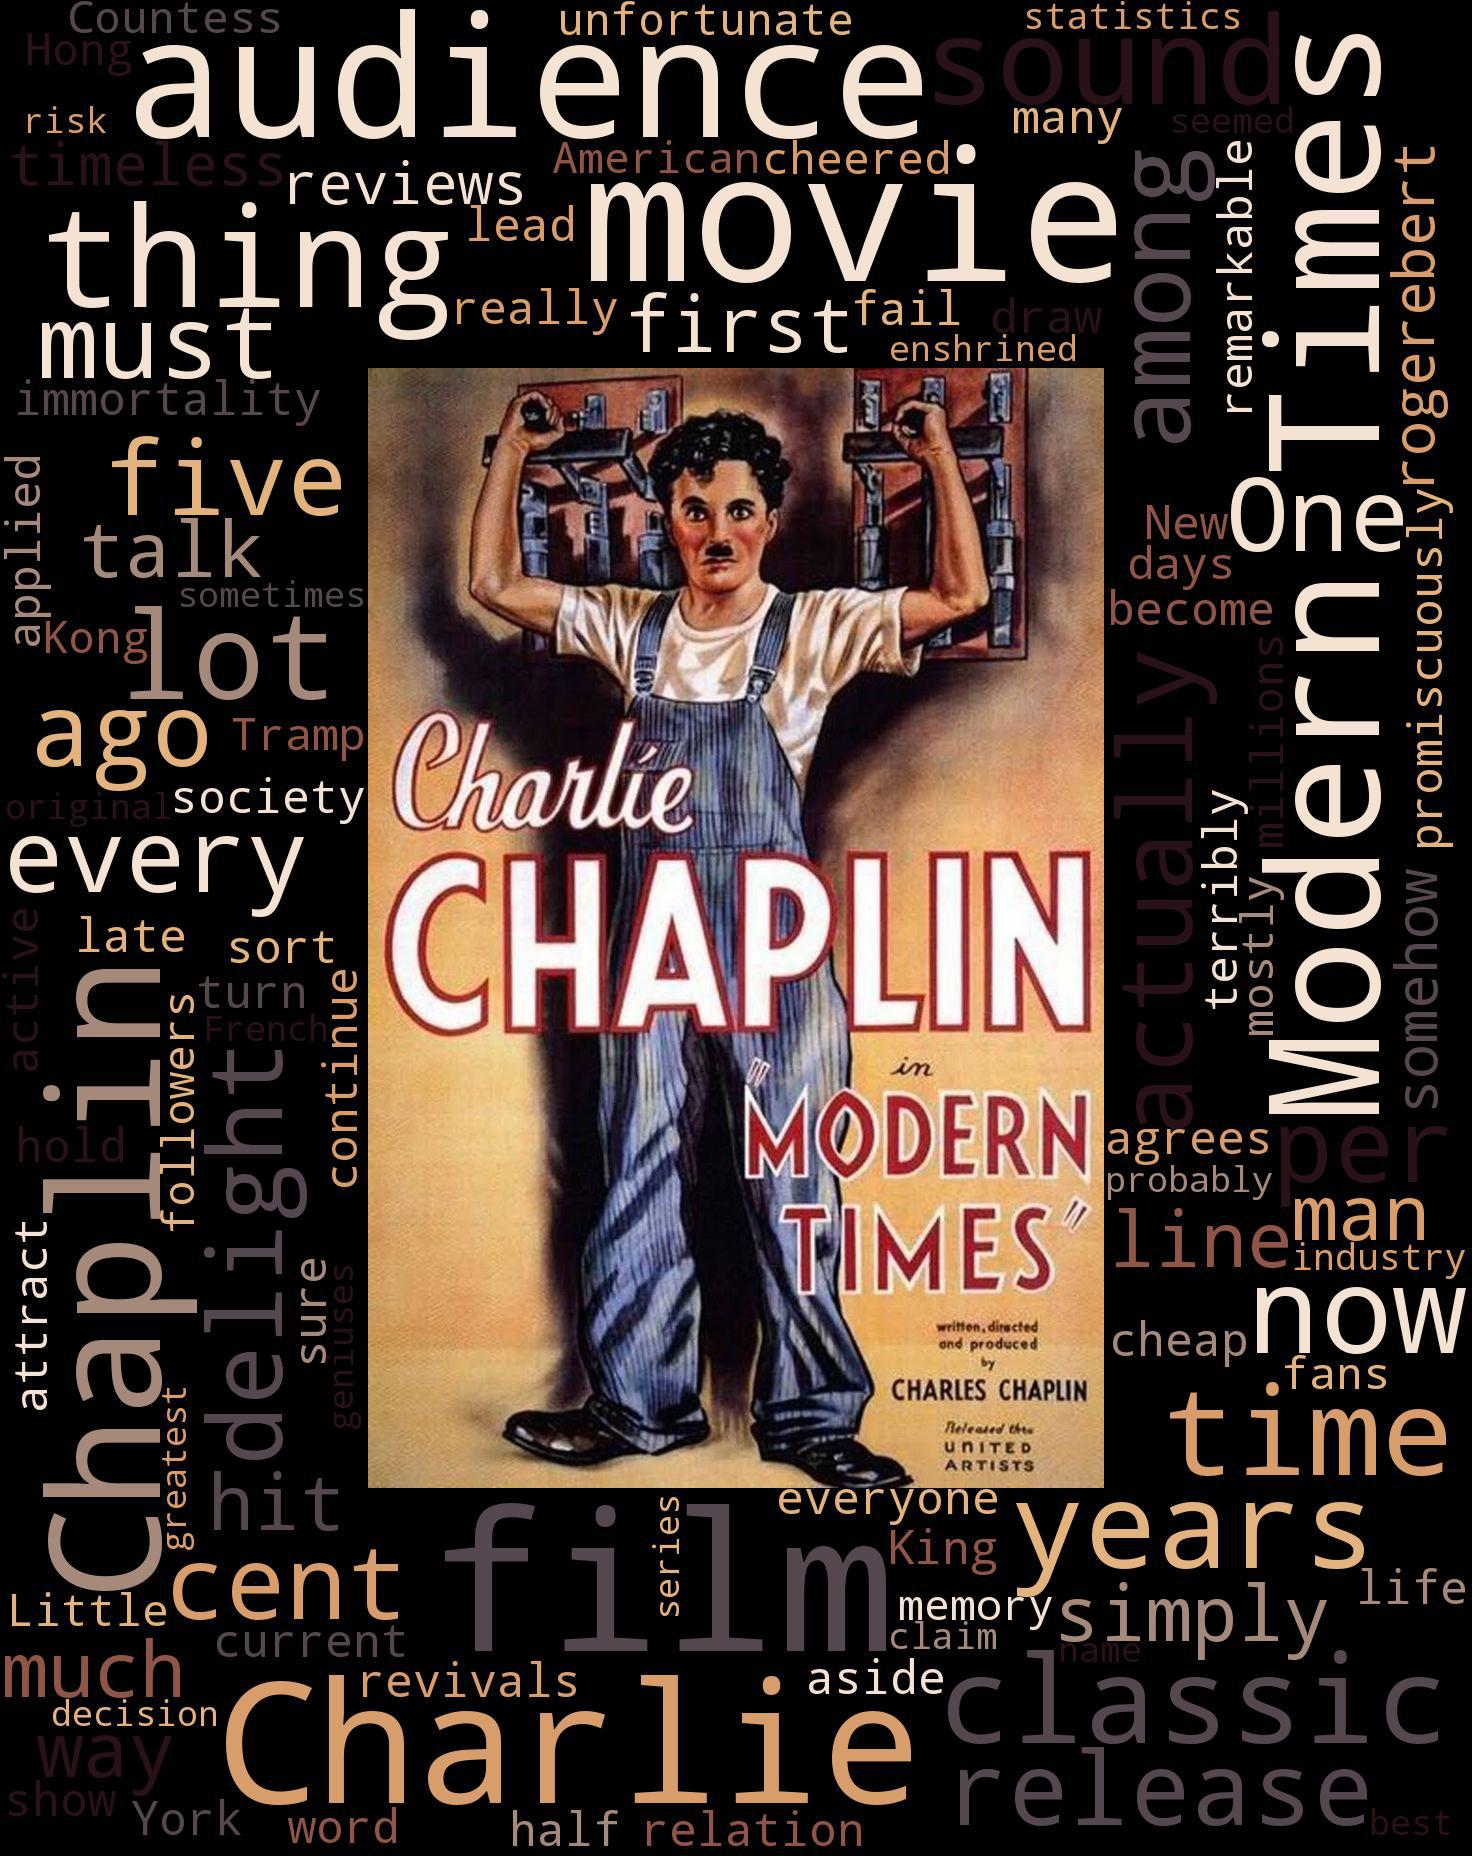 Countess
unfortunate
statistics
Hong
audience
sound
Modern Times
risk
many
seemed
timeless
reviews
American
cheered
movie
among
remarkable
rogerebert
thing
lead
really
first
fail
draw
must
enshrined
immortality
applied
five
talk
sometimes
Kong
lot
ago
Tramp
original
society
every
active
late
sort
Chaplin
turn
followers
French
continue
delight
hold
attract
sure
geniuses
greatest
hit
New
One
days
become
promiscuously
actually
millions
terribly
mostly
somehow
agrees
per
probably
line
man
industry
now
cheap
fans
time
Charlie
CHAPLIN
in
"MODERN
TIMES"
written, directed
and produced
by
CHARLES CHAPLIN
Released thru
UNITED
ARTISTS
everyone
film
series
King
years
cent
Little
memory
simply
life
current
claim
name
much
revivals
aside
classic
decision
Charlie
way
release
show
York
word
half
relation
best